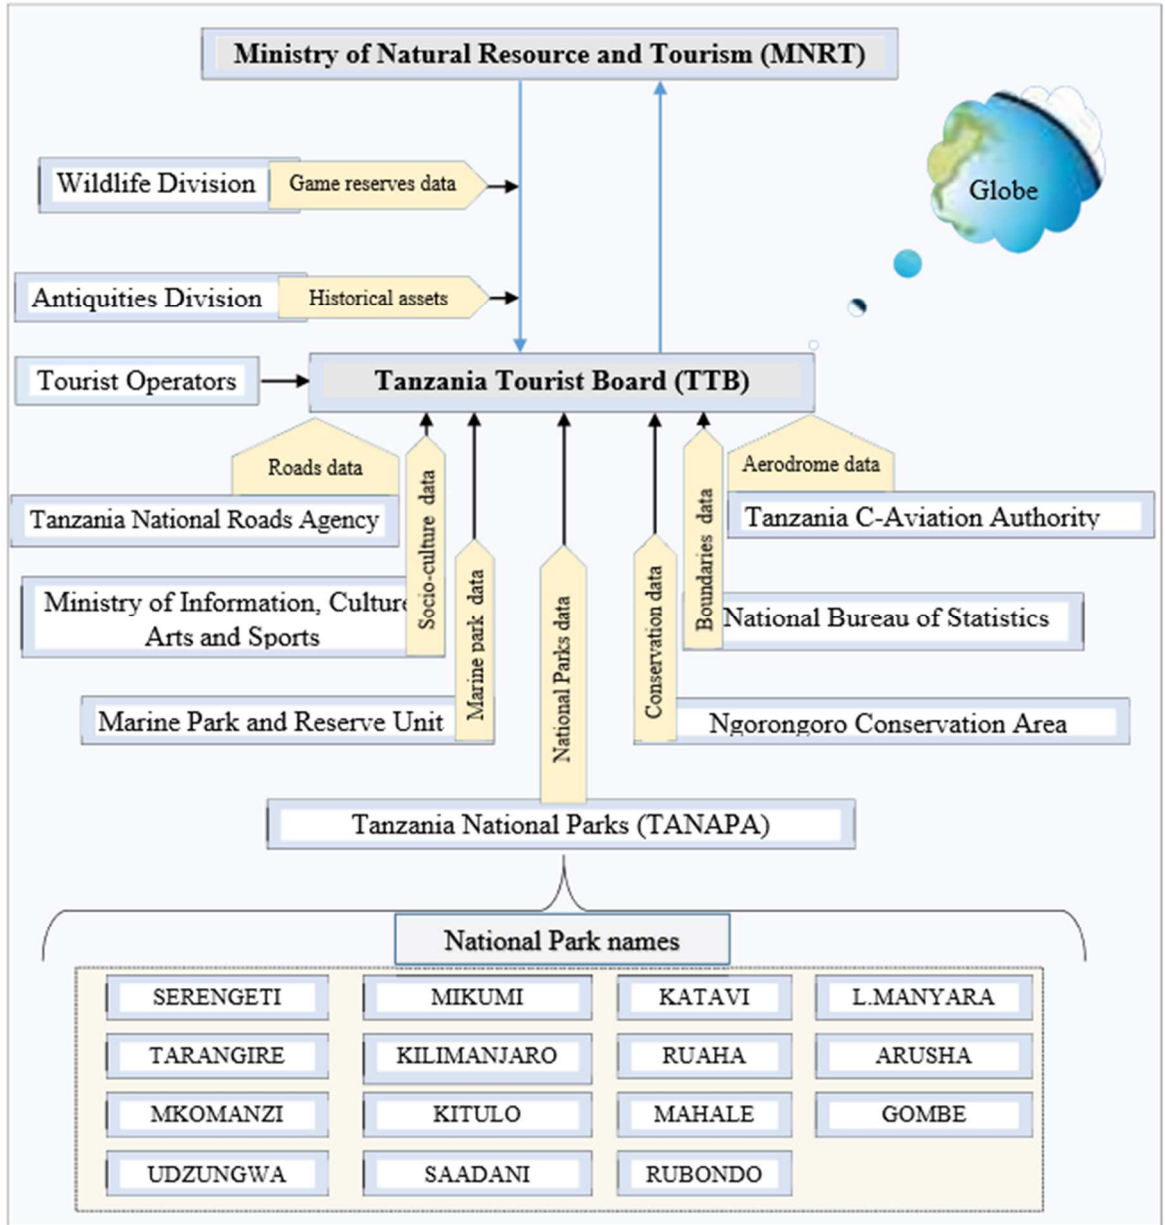 Ministry of Natural Resource and Tourism (MNRT)
Globe
Wildlife Division
Game reserves data
Antiquities Division
Historical assets
Tourist Operators
Tanzania Tourist Board (TTB)
Roads data
Tanzania National Roads Agency
Socio-culture data
Ministry of Information, Culture
Arts and Sports
Marine park data
Marine Park and Reserve Unit
National Parks data
Conservation data
Ngorongoro Conservation Area
Boundaries data
National Bureau of Statistics
Aerodrome data
Tanzania C-Aviation Authority
Tanzania National Parks (TANAPA)
National Park names
SERENGETI
MIKUMI
KATAVI
L.MANYARA
TARANGIRE
KILIMANJARO
RUAHA
ARUSHA
MKOMANZI
KITULO
MAHALE
GOMBE
UDZUNGWA
SAADANI
RUBONDO